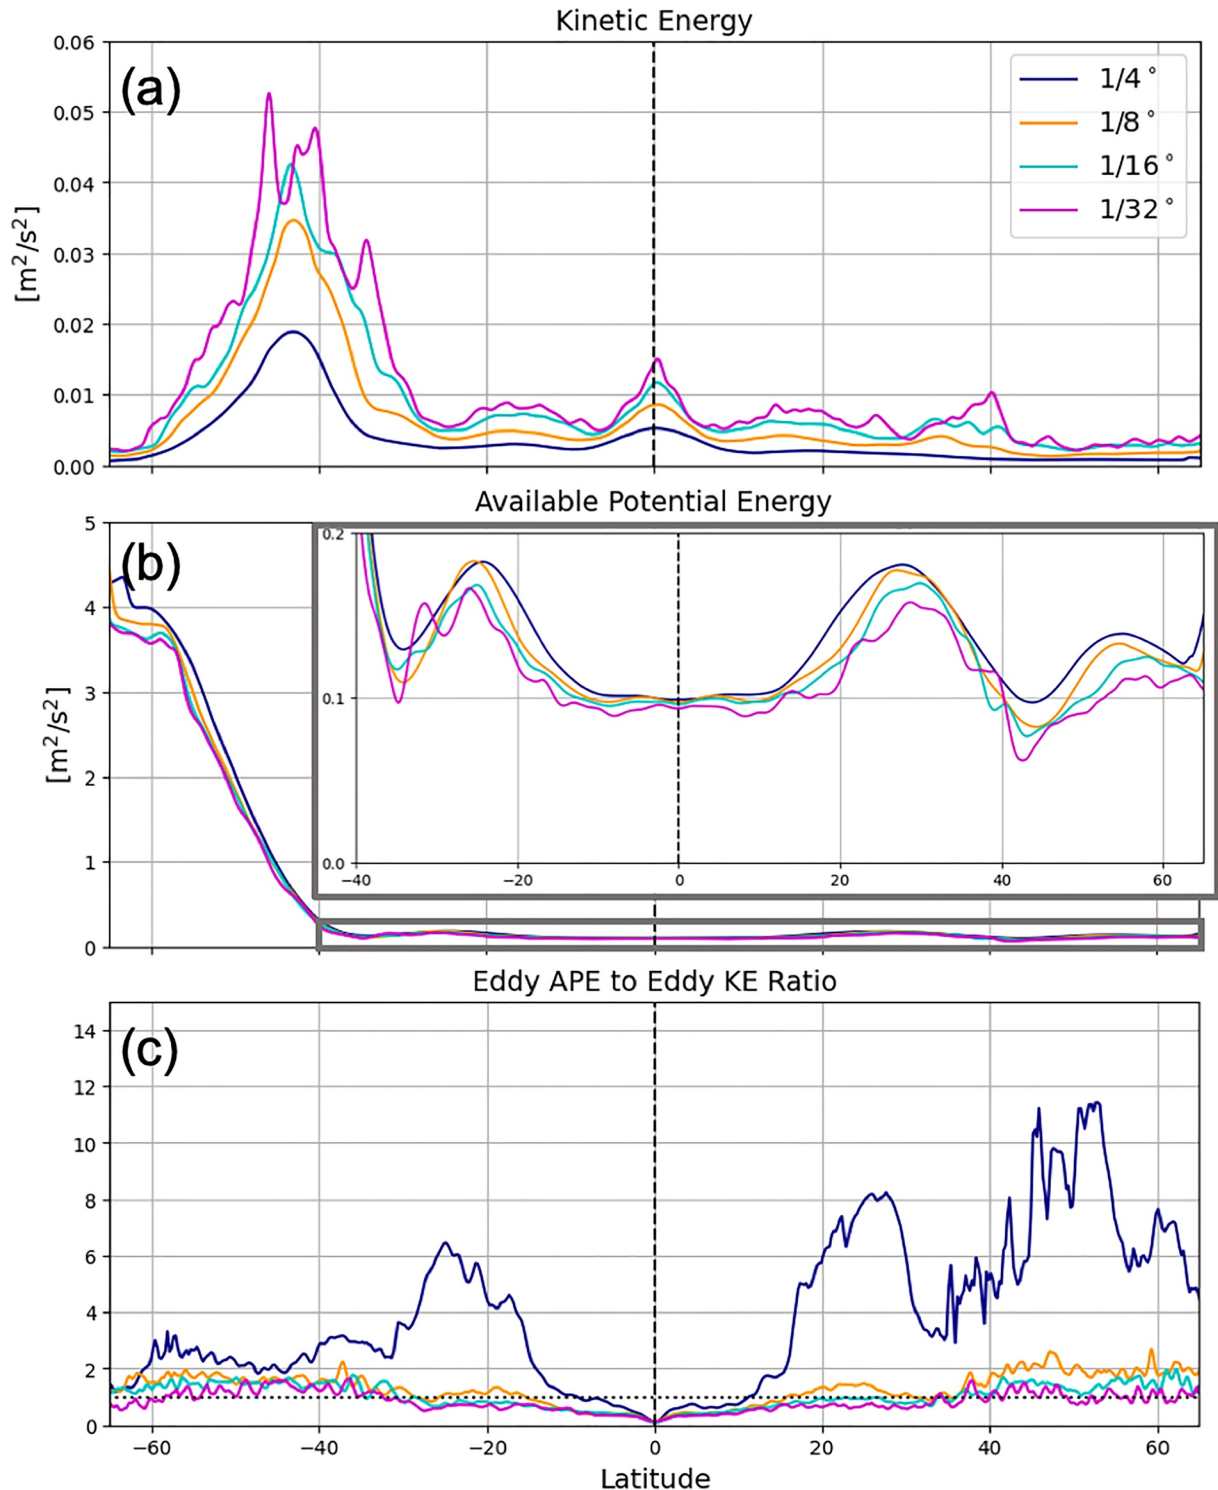 Kinetic Energy
(a)
0.06
0.05
0.04
0.03
0.02
0.01
0.00
[m²/s²]
1/4°
1/8°
1/16°
1/32°
Available Potential Energy
(b)
5
4
3
2
1
0
[m²/s²]
0.2
0.1
0.0
−40 −20 0 20 40 60
Eddy APE to Eddy KE Ratio
(c)
14
12
10
8
6
4
2
1
0
−60 −40 −20 0 20 40 60
Latitude